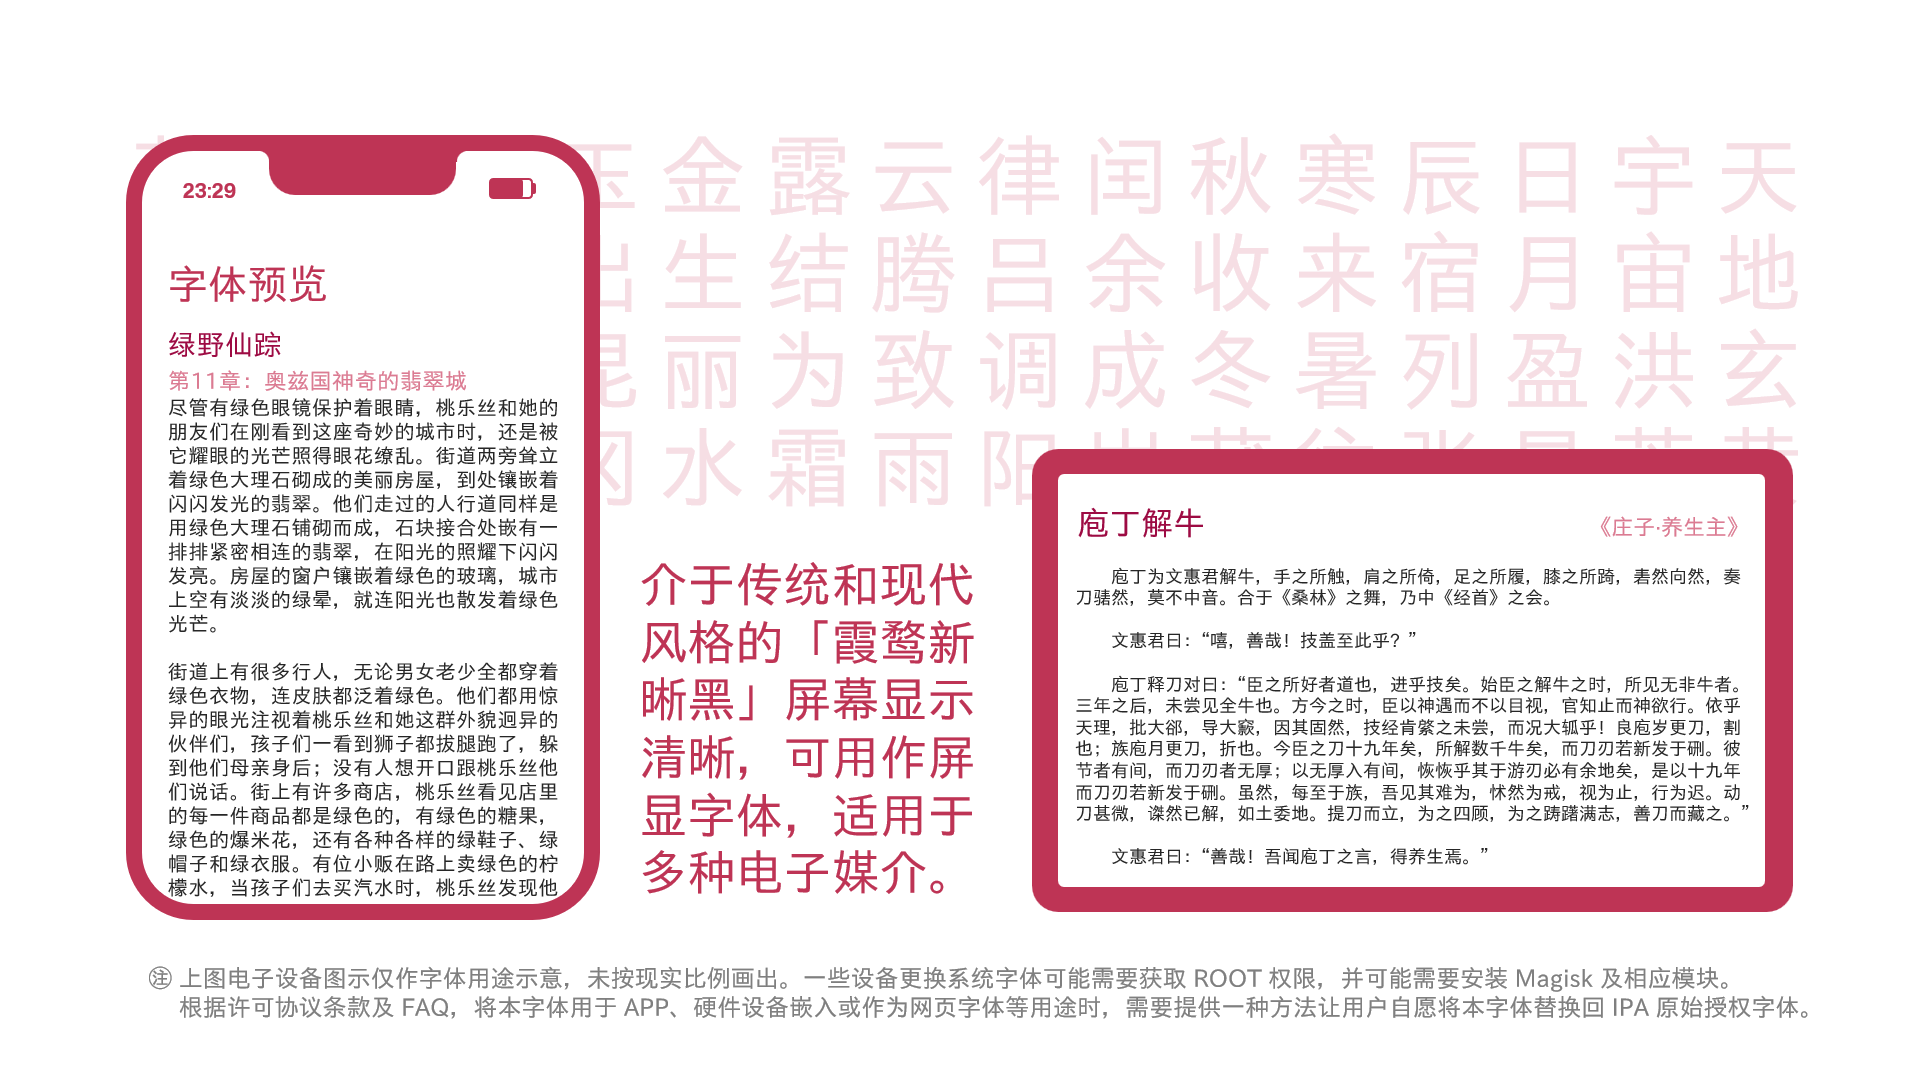 金露云律闰秋寒辰日宇天
生结腾吕余收来宿月宙地
丽为致调成冬暑列盈洪玄
水霜雨阳
23:29
字体预览
绿野仙踪
第11章：奥兹国神奇的翡翠城
尽管有绿色眼镜保护着眼睛，桃乐丝和她的
朋友们在刚看到这座奇妙的城市时，还是被
它耀眼的光芒照得眼花缭乱。街道两旁耸立
着绿色大理石砌成的美丽房屋，到处镶嵌着
闪闪发光的翡翠。他们走过的人行道同样是
用绿色大理石铺砌而成，石块接合处嵌有一
排排紧密相连的翡翠，在阳光的照耀下闪闪
发亮。房屋的窗户镶嵌着绿色的玻璃，城市
上空有淡淡的绿晕，就连阳光也散发着绿色
光芒。
街道上有很多行人，无论男女老少全都穿着
绿色衣物，连皮肤都泛着绿色。他们都用惊
异的眼光注视着桃乐丝和她这群外貌迥异的
伙伴们，孩子们一看到狮子都拔腿跑了，躲
到他们母亲身后；没有人想开口跟桃乐丝他
们说话。街上有许多商店，桃乐丝看见店里
的每一件商品都是绿色的，有绿色的糖果，
绿色的爆米花，还有各种各样的绿鞋子、绿
帽子和绿衣服。有位小贩在路上卖绿色的柠
檬水，当孩子们去买汽水时，桃乐丝发现他
介于传统和现代
风格的「霞鹜新
晰黑」屏幕显示
清晰，可用作屏
显字体，适用于
多种电子媒介。
庖丁解牛
《庄子·养生主》
庖丁为文惠君解牛，手之所触，肩之所倚，足之所履，膝之所踦，砉然向然，奏
刀騞然，莫不中音。合于《桑林》之舞，乃中《经首》之会。
文惠君曰：“嘻，善哉！技盖至此乎？”
庖丁释刀对曰：“臣之所好者道也，进乎技矣。始臣之解牛之时，所见无非牛者。
三年之后，未尝见全牛也。方今之时，臣以神遇而不以目视，官知止而神欲行。依乎
天理，批大郤，导大窾，因其固然，技经肯綮之未尝，而况大軱乎！良庖岁更刀，割
也；族庖月更刀，折也。今臣之刀十九年矣，所解数千牛矣，而刀刃若新发于硎。彼
节者有间，而刀刃者无厚；以无厚入有间，恢恢乎其于游刃必有余地矣，是以十九年
而刀刃若新发于硎。虽然，每至于族，吾见其难为，怵然为戒，视为止，行为迟。动
刀甚微，謋然已解，如土委地。提刀而立，为之四顾，为之踌躇满志，善刀而藏之。”
文惠君曰：“善哉！吾闻庖丁之言，得养生焉。”
㊟ 上图电子设备图示仅作字体用途示意，未按现实比例画出。一些设备更换系统字体可能需要获取 ROOT 权限，并可能需要安装 Magisk 及相应模块。
根据许可协议条款及 FAQ，将本字体用于 APP、硬件设备嵌入或作为网页字体等用途时，需要提供一种方法让用户自愿将本字体替换回 IPA 原始授权字体。